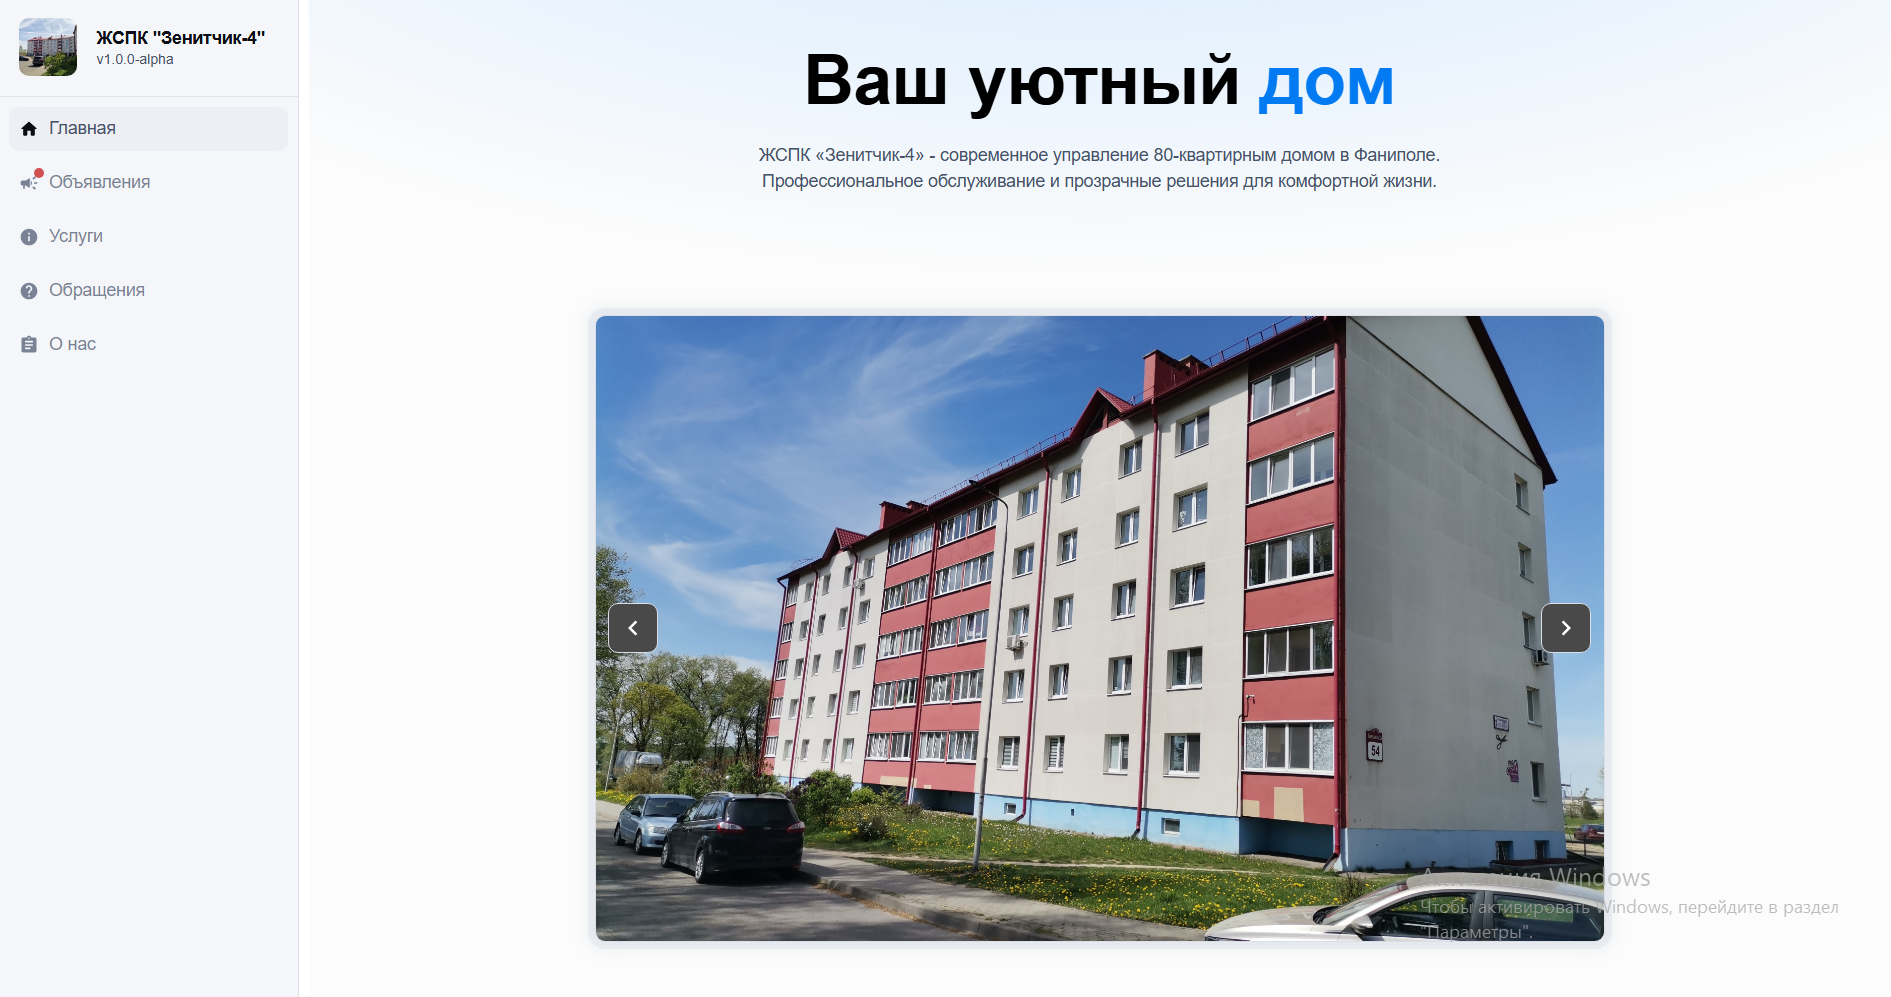 ЖСПК "Зенитчик-4"
v1.0.0-alpha
Главная
Объявления
Услуги
Обращения
О нас
Ваш уютный дом
ЖСПК «Зенитчик-4» - современное управление 80-квартирным домом в Фаниполе.
Профессиональное обслуживание и прозрачные решения для комфортной жизни.
54
Активация Windows
Чтобы активировать Windows, перейдите в раздел
"Параметры".